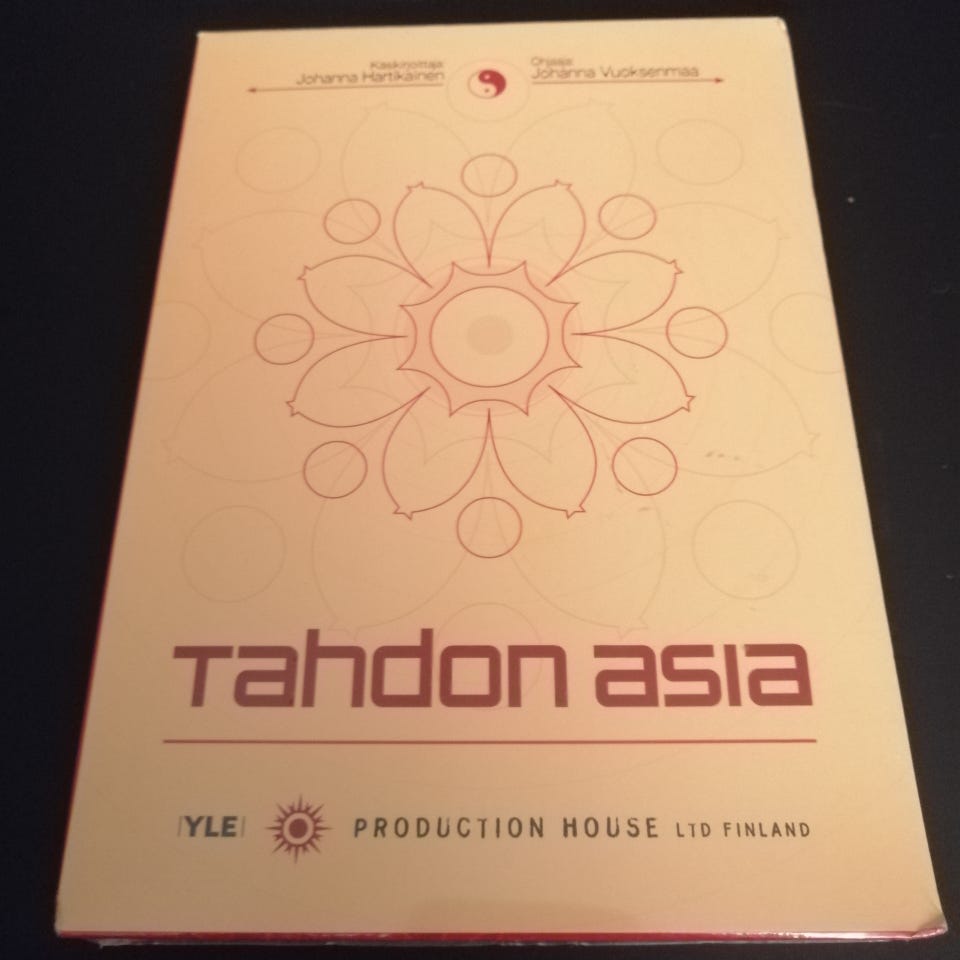 Käsikirjoittaja:
Johanna Hartikainen
Ohjaaja:
Johanna Vuoksenmaa
Tahdon asia
YLE
PRODUCTION HOUSE LTD FINLAND